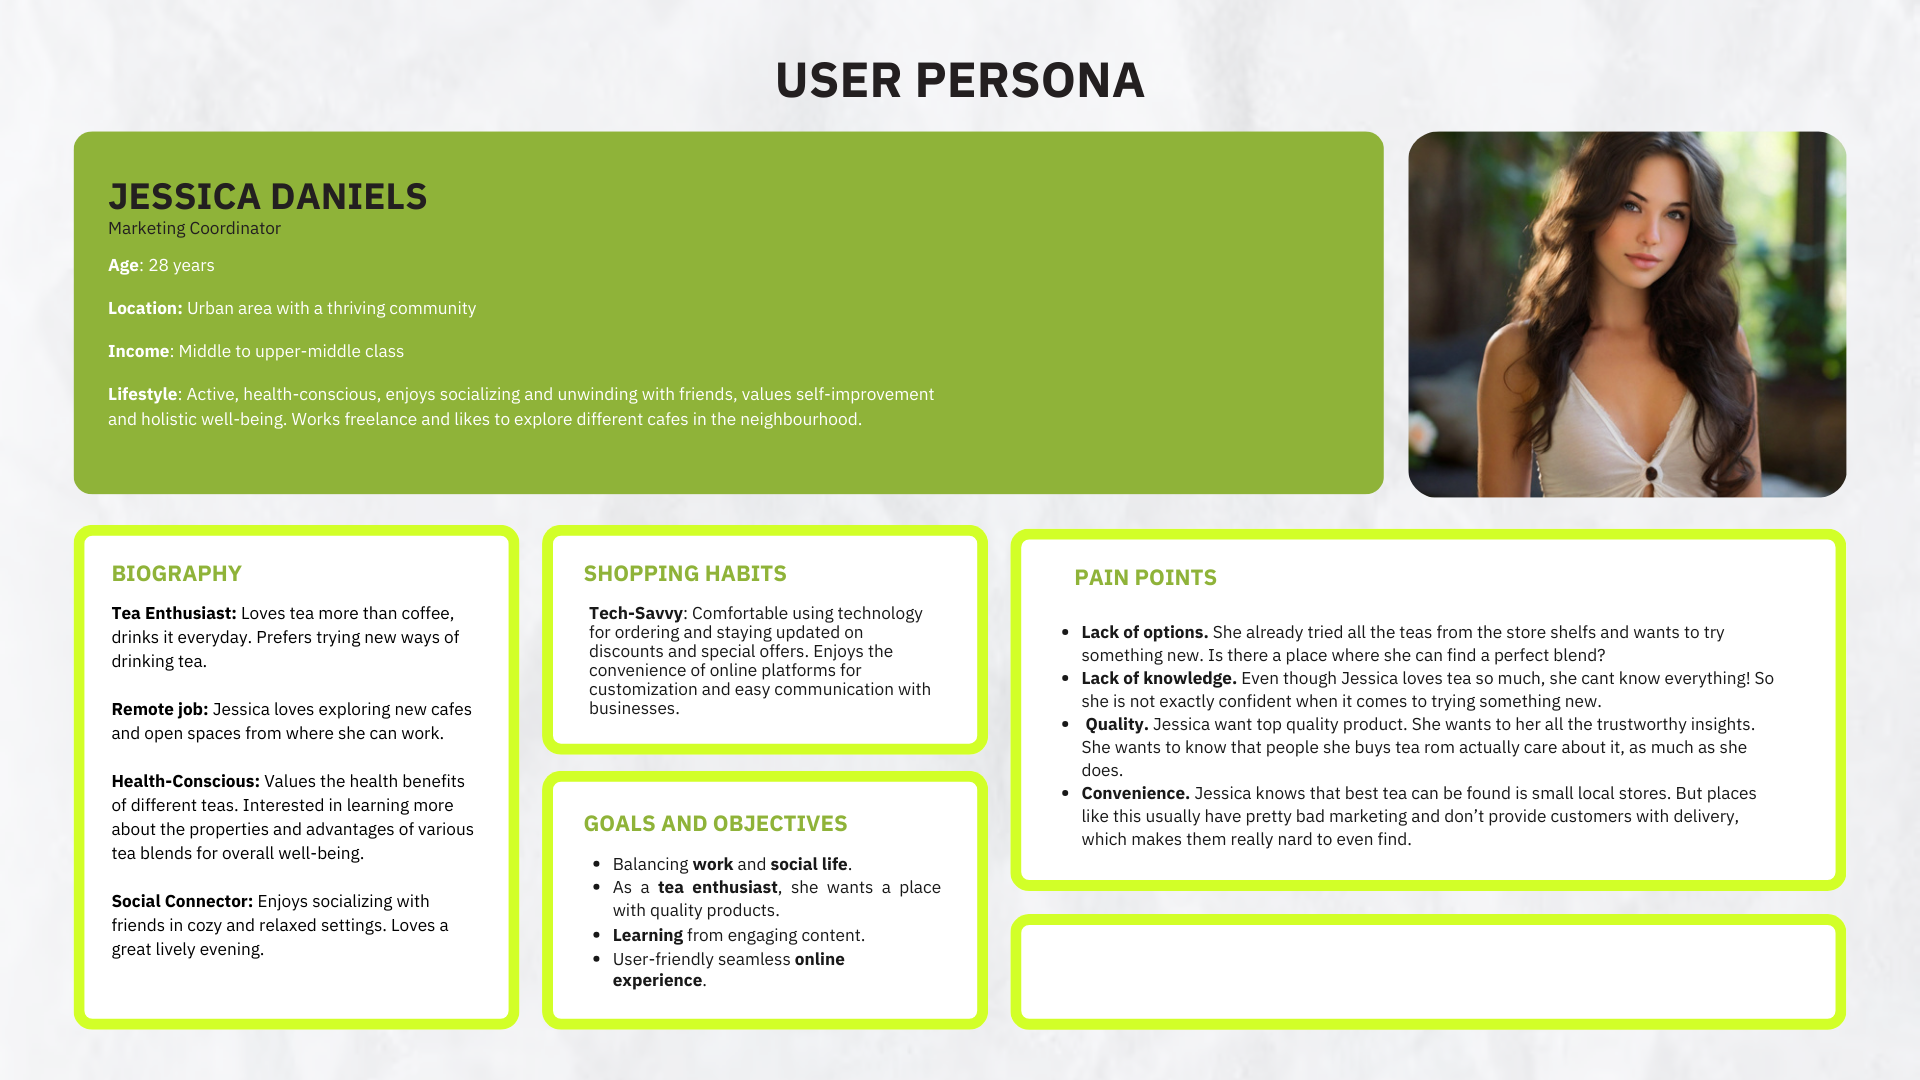 USER PERSONA
JESSICA DANIELS
Marketing Coordinator
Age: 28 years
Location: Urban area with a thriving community
Income: Middle to upper-middle class
Lifestyle: Active, health-conscious, enjoys socializing and unwinding with friends, values self-improvement
and holistic well-being. Works freelance and likes to explore different cafes in the neighbourhood.
BIOGRAPHY
Tea Enthusiast: Loves tea more than coffee,
drinks it everyday. Prefers trying new ways of
drinking tea.
Remote job: Jessica loves exploring new cafes
and open spaces from where she can work.
Health-Conscious: Values the health benefits
of different teas. Interested in learning more
about the properties and advantages of various
tea blends for overall well-being.
Social Connector: Enjoys socializing with
friends in cozy and relaxed settings. Loves a
great lively evening.
SHOPPING HABITS
Tech-Savvy: Comfortable using technology
for ordering and staying updated on
discounts and special offers. Enjoys the
convenience of online platforms for
customization and easy communication with
businesses.
GOALS AND OBJECTIVES
• Balancing work and social life.
• As a tea enthusiast, she wants a place
with quality products.
• Learning from engaging content.
• User-friendly seamless online
experience.
PAIN POINTS
• Lack of options. She already tried all the teas from the store shelfs and wants to try
something new. Is there a place where she can find a perfect blend?
• Lack of knowledge. Even though Jessica loves tea so much, she cant know everything! So
she is not exactly confident when it comes to trying something new.
• Quality. Jessica want top quality product. She wants to her all the trustworthy insights.
She wants to know that people she buys tea rom actually care about it, as much as she
does.
• Convenience. Jessica knows that best tea can be found is small local stores. But places
like this usually have pretty bad marketing and don’t provide customers with delivery,
which makes them really nard to even find.